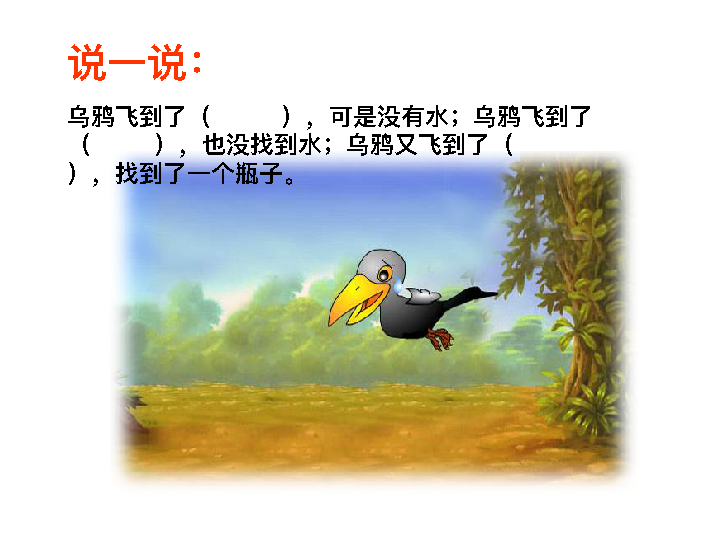 说一说：
乌鸦飞到了（　　　），可是没有水；乌鸦飞到了
（　　　），也没找到水；乌鸦又飞到了（
），找到了一个瓶子。